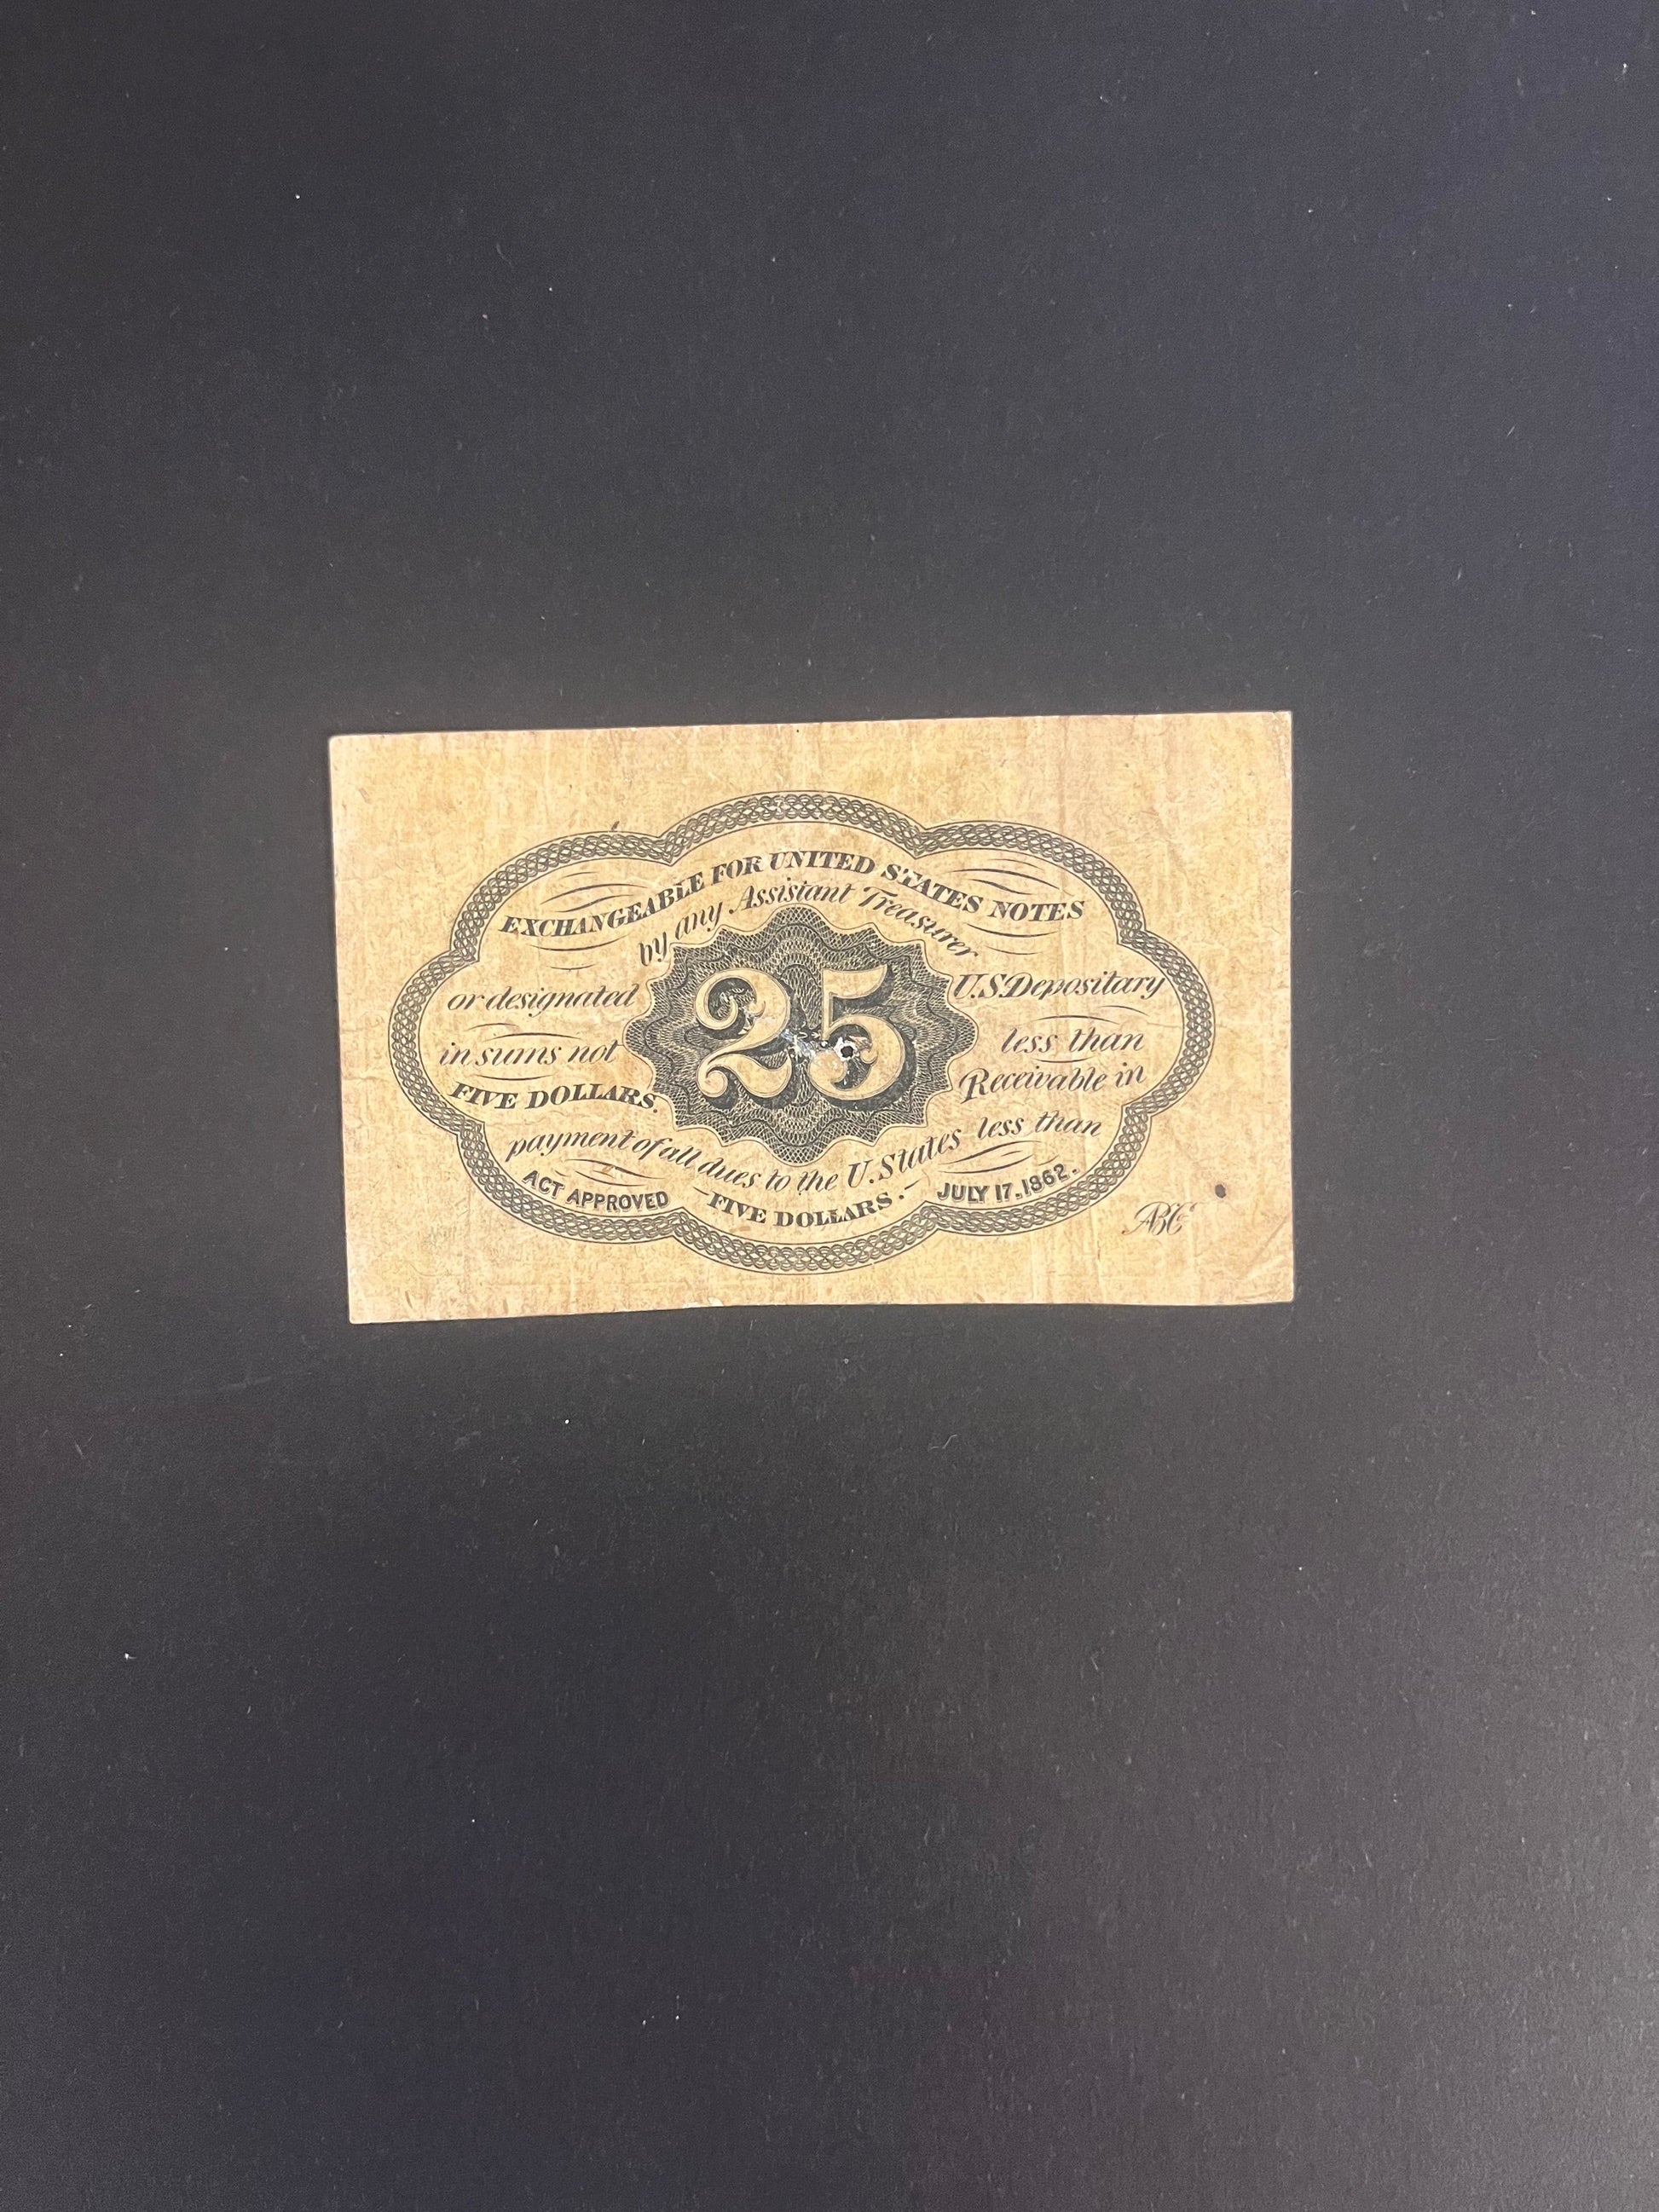 EXCHANGEABLE FOR UNITED STATES NOTES
by any Assistant Treasurer
or designated U.S. Depositary
in sums not less than
FIVE DOLLARS. Receivable in
payment of all dues to the U. States less than
FIVE DOLLARS.
ACT APPROVED JULY 17. 1862.
25
ABCo